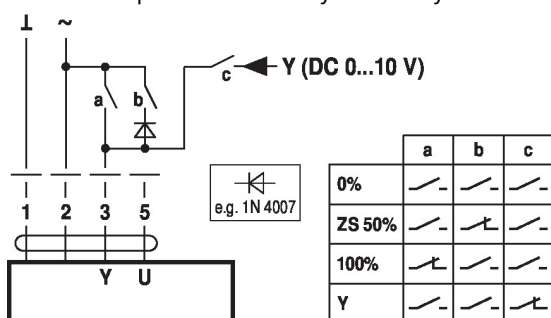 ⊥ ~
a b c Y (DC 0...10 V)
1 2 3 5
Y U
e.g. 1N 4007
a b c
0%
ZS 50%
100%
Y